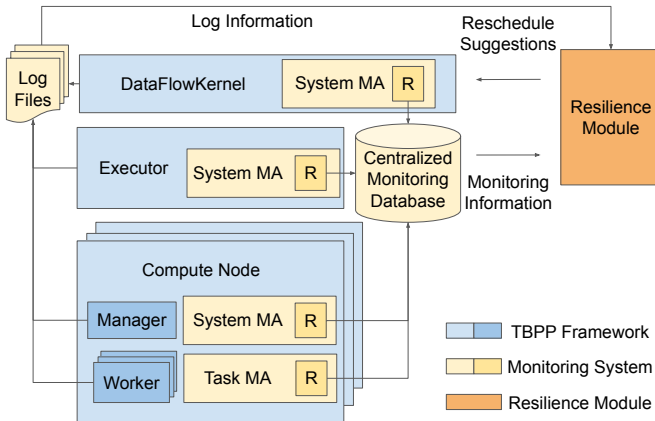 Log Information
Reschedule
Suggestions
Log
Files
DataFlowKernel
System MA
R
Resilience
Module
Executor
System MA
R
Centralized
Monitoring
Database
Monitoring
Information
Compute Node
Manager
System MA
R
Worker
Task MA
R
TBPP Framework
Monitoring System
Resilience Module